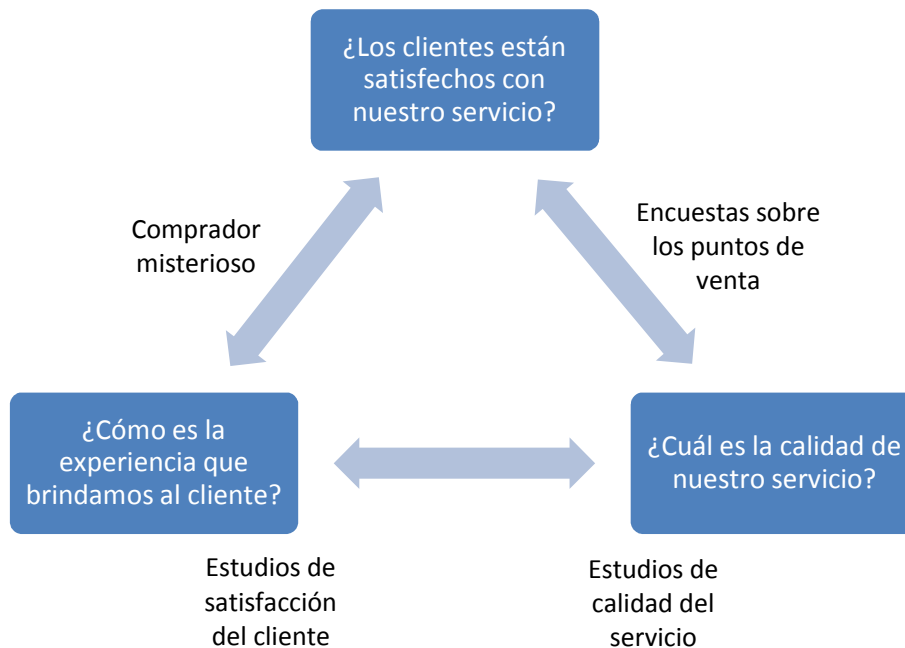 ¿Los clientes están
satisfechos con
nuestro servicio?
Comprador
misterioso
Encuestas sobre
los puntos de
venta
¿Cómo es la
experiencia que
brindamos al cliente?
¿Cuál es la calidad de
nuestro servicio?
Estudios de
satisfacción
del cliente
Estudios de
calidad del
servicio